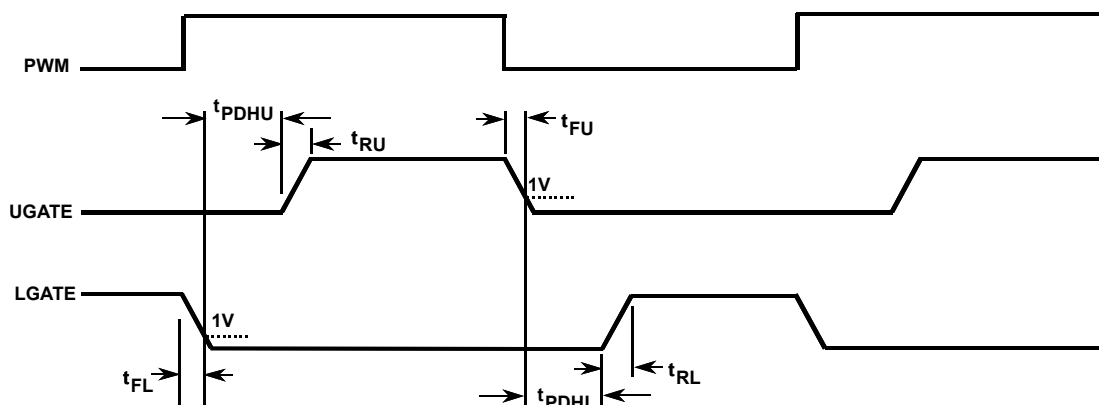 PWM
tPDHU
tRU
tFU
1V
UGATE
LGATE
1V
tFL
tRL
tPDHL